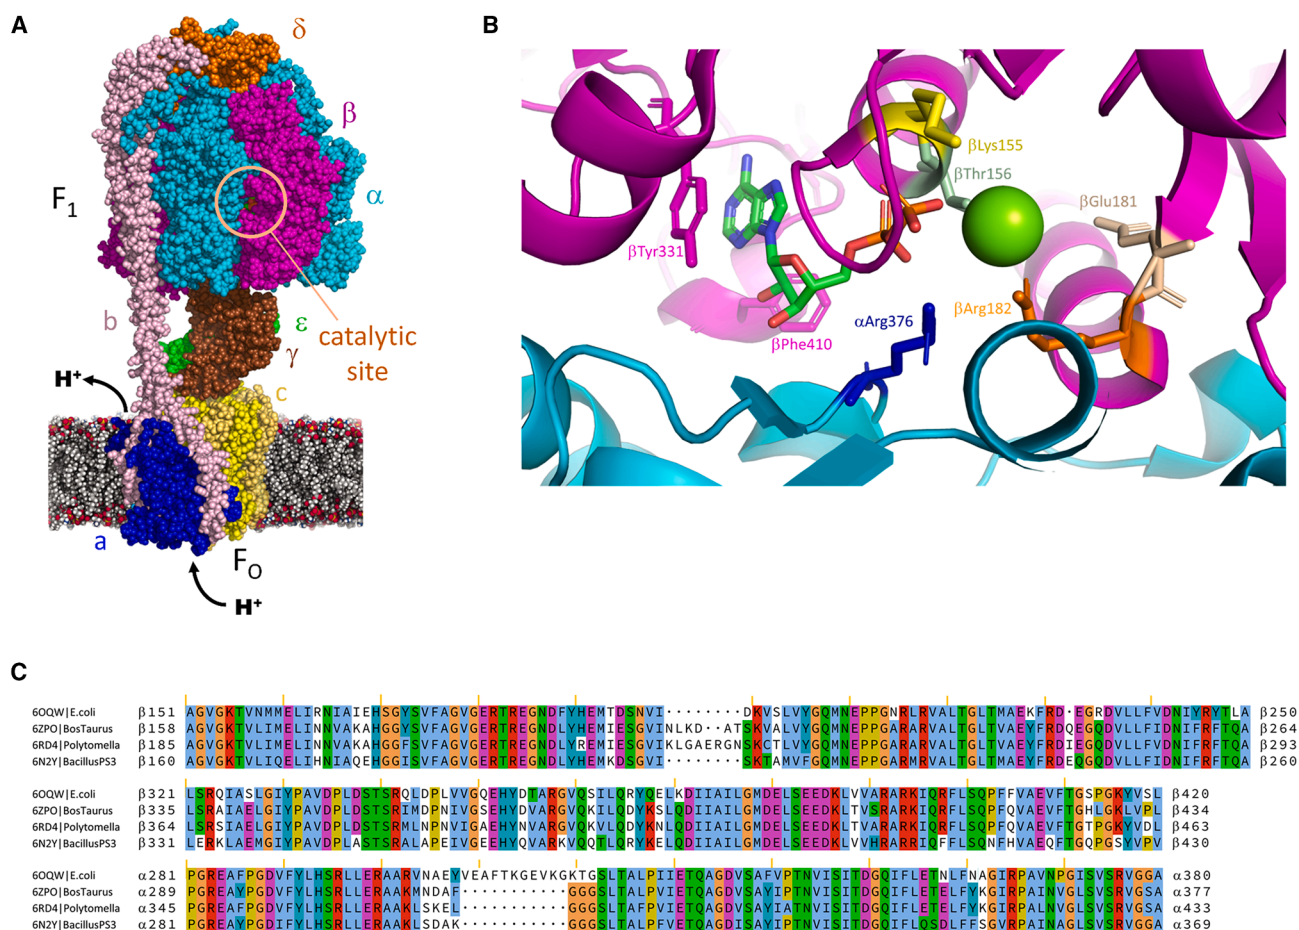 A
B
C
δ
β
F1
α
b
ε
catalytic
site
γ
H+
c
a
FO
H+
βLys155
βThr156
βGlu181
βTyr331
βArg182
αArg376
βPhe410
6OQW|E.coli β151 AGVGKTVNMMELIRNIAIEHSGYSVFAGVGERTREGNDFYHEMTDSNVI········DKVSLVYGQMNEPPGNRLRVALTGLTMAEKFRD·EGRDVLLFVDNIYRYTLA β250
6ZPO|BosTaurus β158 AGVGKTVLIMELINNVAKAHGGYSVFAGVGERTREGNDLYHEMIESGVINLKD··ATSKVALVYGQMNEPPGARARVALTGLTVAEYFRDQEGQDVLLFIDNIFRFTQA β264
6RD4|Polytomella β185 AGVGKTVLIMELINNVAKAHGGFSVFAGVGERTREGNDLYREMIESGVIKLGAERGNSKCTLVYGQMNEPPGARARVALTGLTVAEYFRDIEGQDVLLFVDNIFRFTQA β293
6N2Y|BacillusPS3 β160 AGVGKTVLIQELIHNIAQEHGGISVFAGVGERTREGNDLYHEMKDSGVI········SKTAMVFGQMNEPPGARMRVALTGLTMAEYFRDEQGQDVLLFIDNIFRFTQA β260
6OQW|E.coli β321 LSRQIASLGIYPAVDPLDSTSRQLDPLVVGQEHYDTARGVQSILQRYQELKDIIAILGMDELSEEDKLVVARARKIQRFLSQPFFVAEVFTGSPGKYVSL β420
6ZPO|BosTaurus β335 LSRAIAELGIYPAVDPLDSTSRIMDPNIVGSEHYDVARGVQKILQDYKSLQDIIAILGMDELSEEDKLTVSRARKIQRFLSQPFQVAEVFTGHLGKLVPL β434
6RD4|Polytomella β364 LSRSIAELGIYPAVDPLDSTSRMLNPNVIGAEHYNVARGVQKVLQDYKNLQDIIAILGMDELSEEDKLTVARARKIQRFLSQPFQVAEVFTGTPGKYVDL β463
6N2Y|BacillusPS3 β331 LERKLAEMGIYPAVDPLASTSRALAPEIVGEEHYQVARKVQQTLQRYKELQDIIAILGMDELSEEDKLVVHRARRIQFFLSQNFHVAEQFTGQPGSYVPV β430
6OQW|E.coli α281 PGREAFPGDVFYLHSRLLERAARVNAEYVEAFTKGEVKGKTGSLTALPIIETQAGDVSAFVPTNVISITDGQIFLETNLFNAGIRPAVNPGISVSRVGGA α380
6ZPO|BosTaurus α289 PGREAYPGDVFYLHSRLLERAAKMNDAF···········GGGSLTALPVIETQAGDVSAYIPTNVISITDGQIFLETELFYKGIRPAINVGLSVSRVGSA α377
6RD4|Polytomella α345 PGREAFPGDVFYLHSRLLERAAKLSKEL···········GGGSLTALPVIETQAGDVSAYIATNVISITDGQIFLETELFYKGIRPALNVGLSVSRVGSA α433
6N2Y|BacillusPS3 α281 PGREAYPGDIFYLHSRLLERAAKLSDAK···········GGGSLTALPFVETQAGDISAYIPTNVISITDGQIFLQSDLFFSGVRPAINAGLSVSRVGGA α369